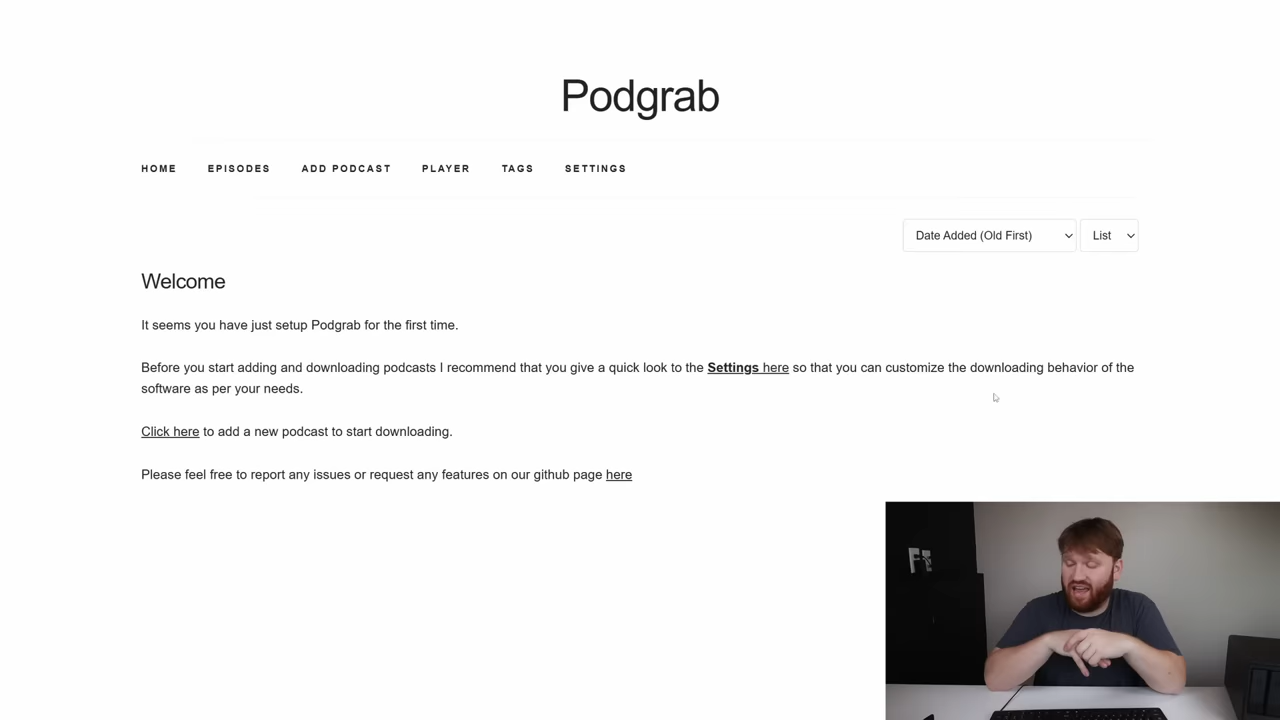 Podgrab
HOME EPISODES ADD PODCAST PLAYER TAGS SETTINGS
Date Added (Old First) List
Welcome
It seems you have just setup Podgrab for the first time.
Before you start adding and downloading podcasts I recommend that you give a quick look to the Settings here so that you can customize the downloading behavior of the
software as per your needs.
Click here to add a new podcast to start downloading.
Please feel free to report any issues or request any features on our github page here